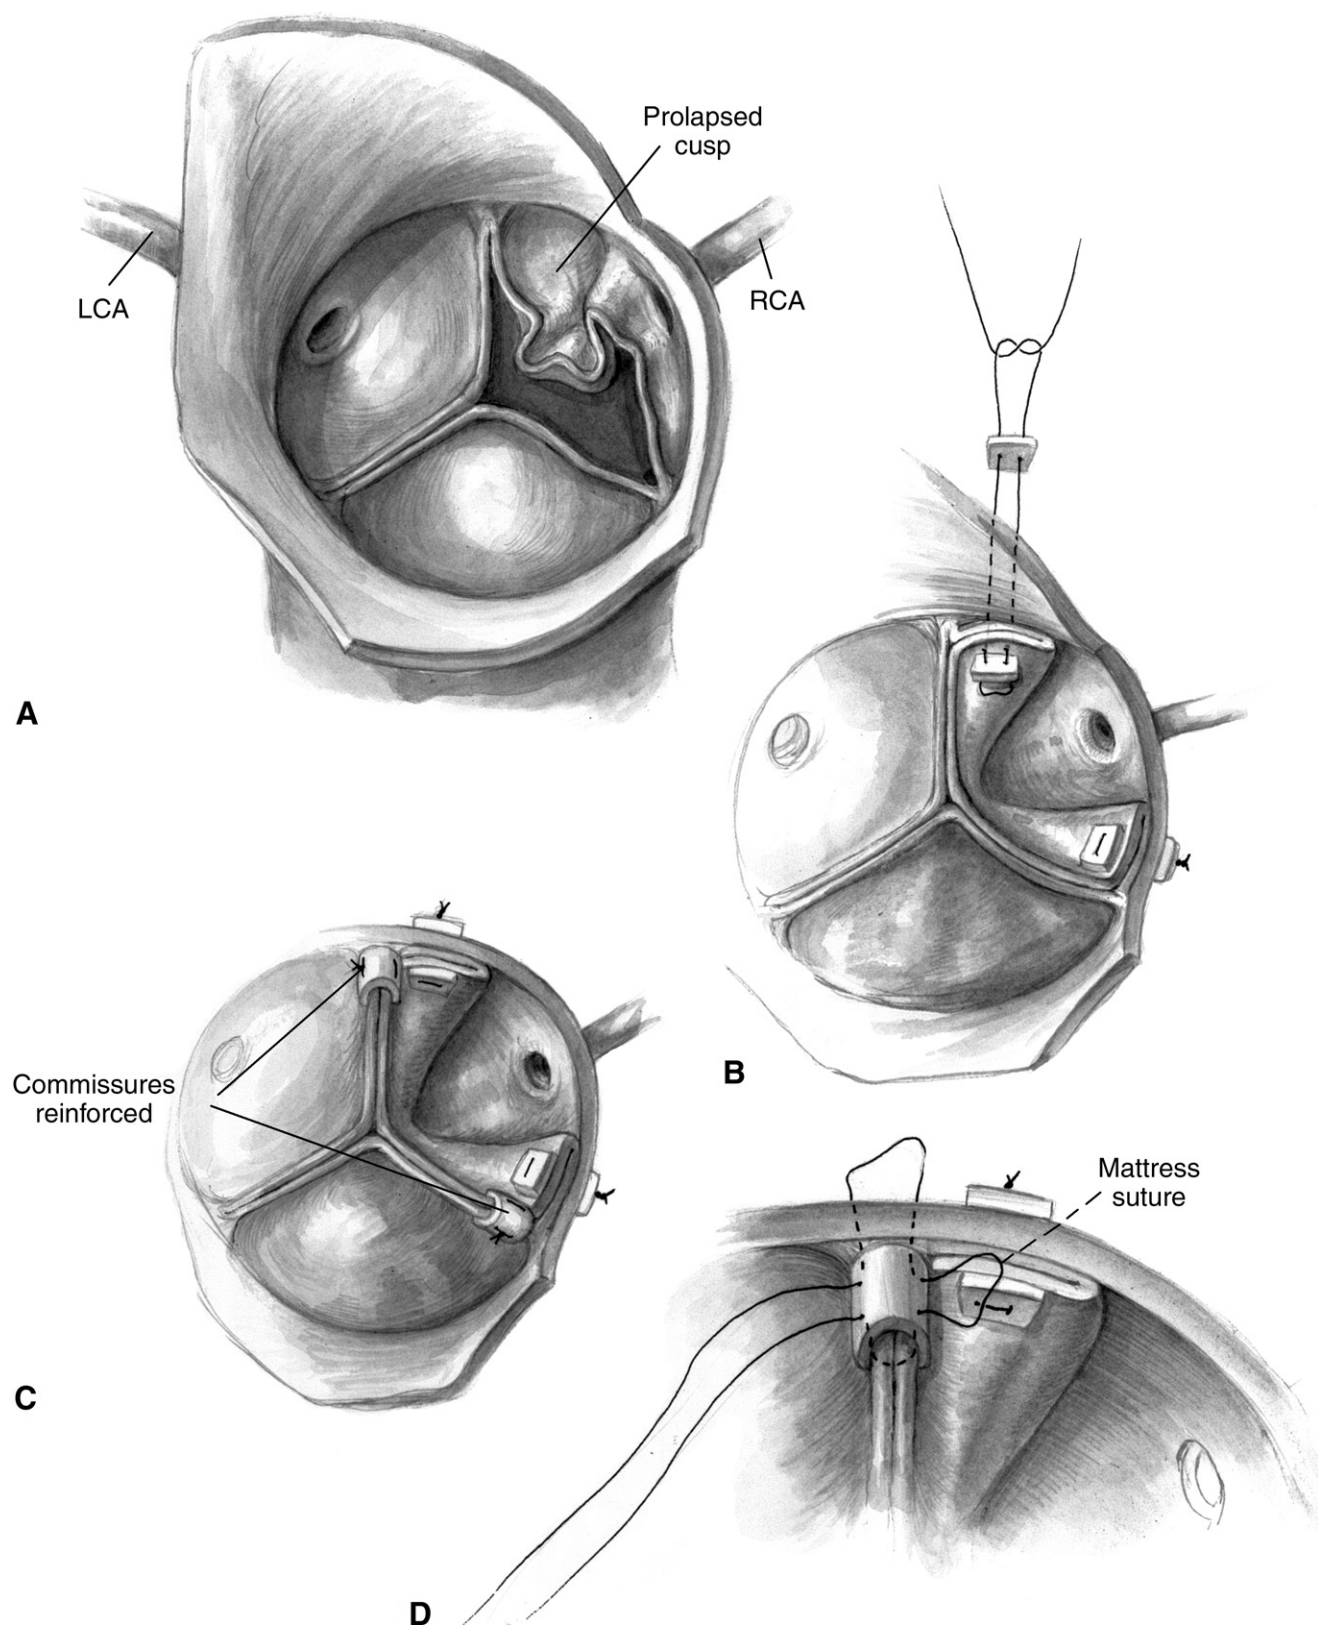 Prolapsed
cusp
LCA
RCA
A
B
Commissures
reinforced
C
Mattress
suture
D